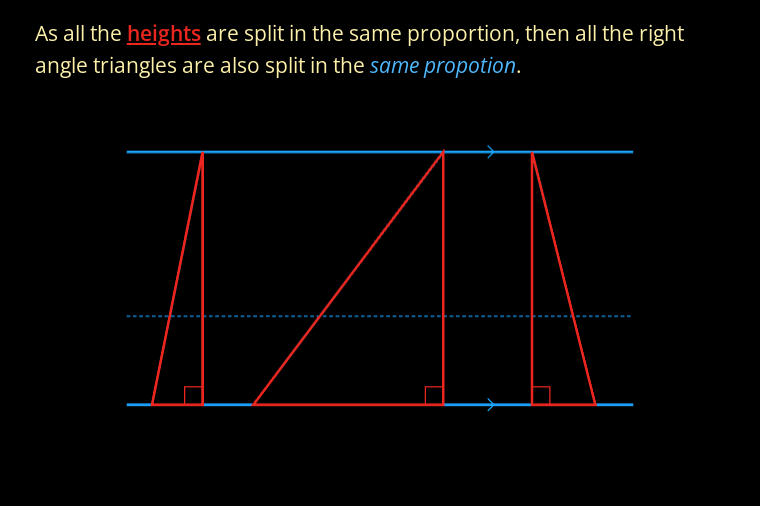 As all the heights are split in the same proportion, then all the right
angle triangles are also split in the same propotion.